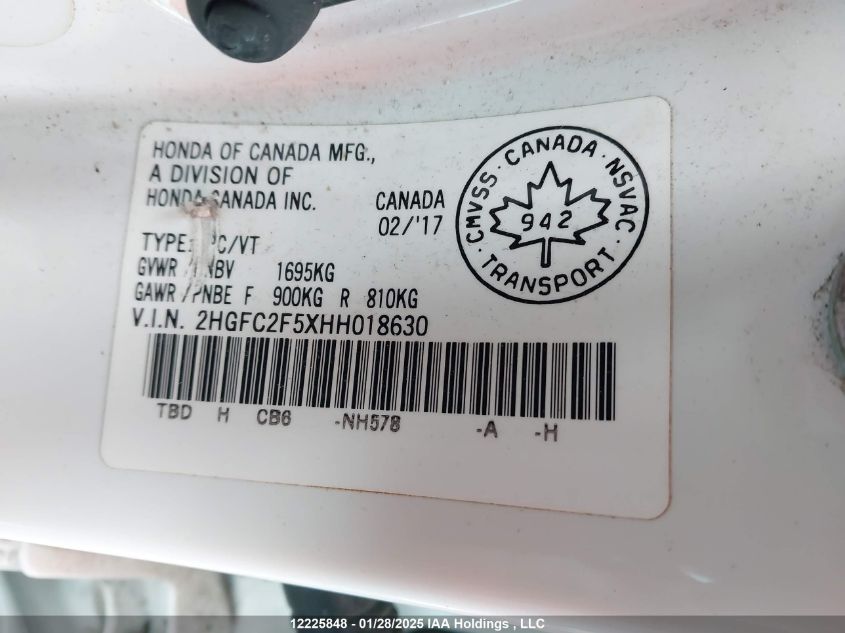 HONDA OF CANADA MFG.,
A DIVISION OF
HONDA CANADA INC. CANADA
02/'17
TYPE: PC/VT
GVWR /PNBV 1695KG
GAWR /PNBE F 900KG R 810KG
V.I.N. 2HGFC2F5XHH018630
TBD H CB6 -NH578 -A -H
CMVSS · CANADA · NSVAC
942
TRANSPORT
12225848 - 01/28/2025 IAA Holdings , LLC